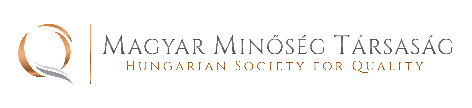 Magyar Minőség Társaság
Hungarian Society for Quality